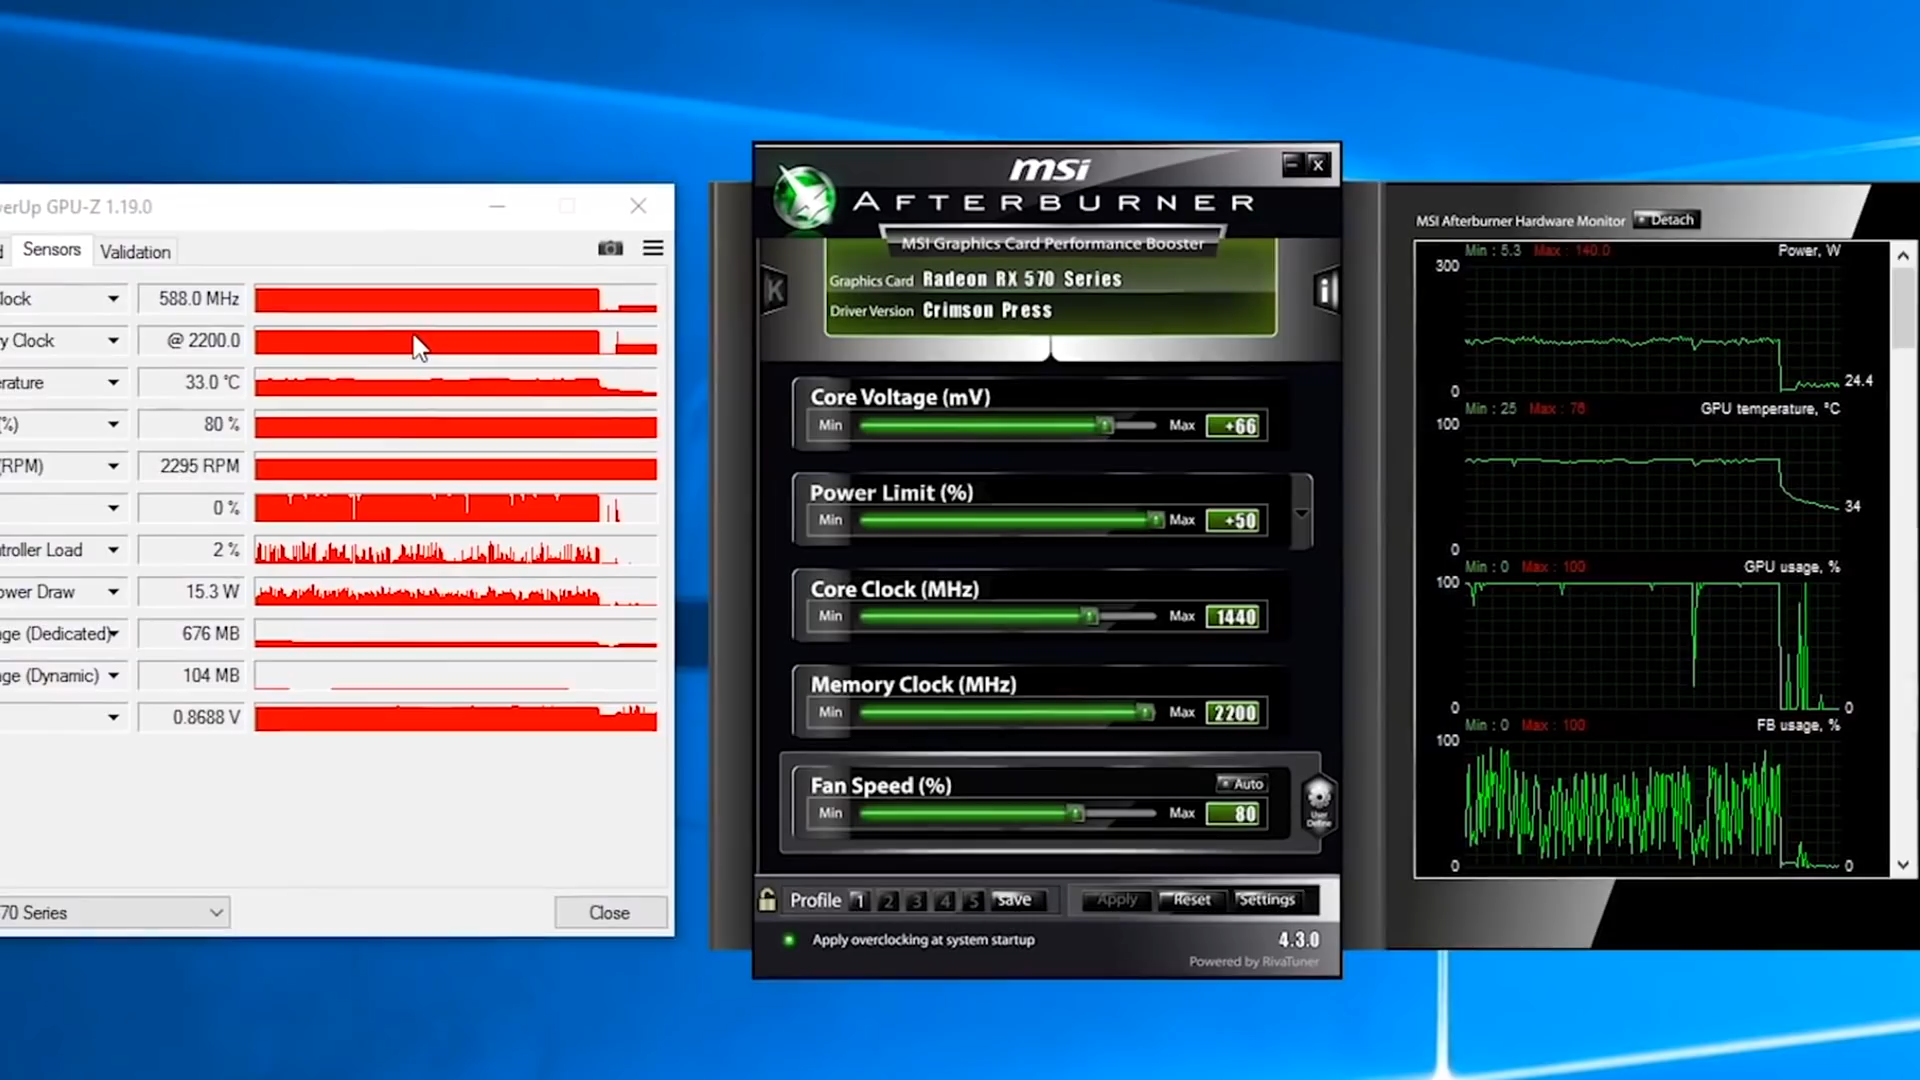 erUp GPU-Z 1.19.0
Sensors
Validation
lock
588.0 MHz
y Clock
@ 2200.0
erature
33.0 °C
(%)
80 %
(RPM)
2295 RPM
0 %
troller Load
2 %
ower Draw
15.3 W
ge (Dedicated)
676 MB
ge (Dynamic)
104 MB
0.8688 V
70 Series
Close
msi
AFTERBURNER
MSI Graphics Card Performance Booster
K
i
Graphics Card Radeon RX 570 Series
Driver Version Crimson Press
Core Voltage (mV)
Min Max +66
Power Limit (%)
Min Max +50
Core Clock (MHz)
Min Max 1440
Memory Clock (MHz)
Min Max 2200
Fan Speed (%)
Auto
Min Max 80
User Define
Profile 1 2 3 4 5 save
Apply Reset Settings
Apply overclocking at system startup
4.3.0
Powered by RivaTuner
MSI Afterburner Hardware Monitor Detach
Min : 5.3 Max : 140.0 Power, W
300
0
24.4
Min : 25 Max : 76 GPU temperature, °C
100
0
34
Min : 0 Max : 100 GPU usage, %
100
0
0
Min : 0 Max : 100 FB usage, %
100
0
0